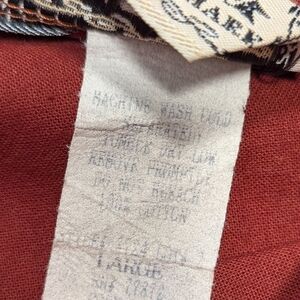 MACHINE WASH COLD
SEPARATELY
TUMBLE DRY LOW
REMOVE PROMPTLY
DO NOT BLEACH
100% COTTON
LARGE